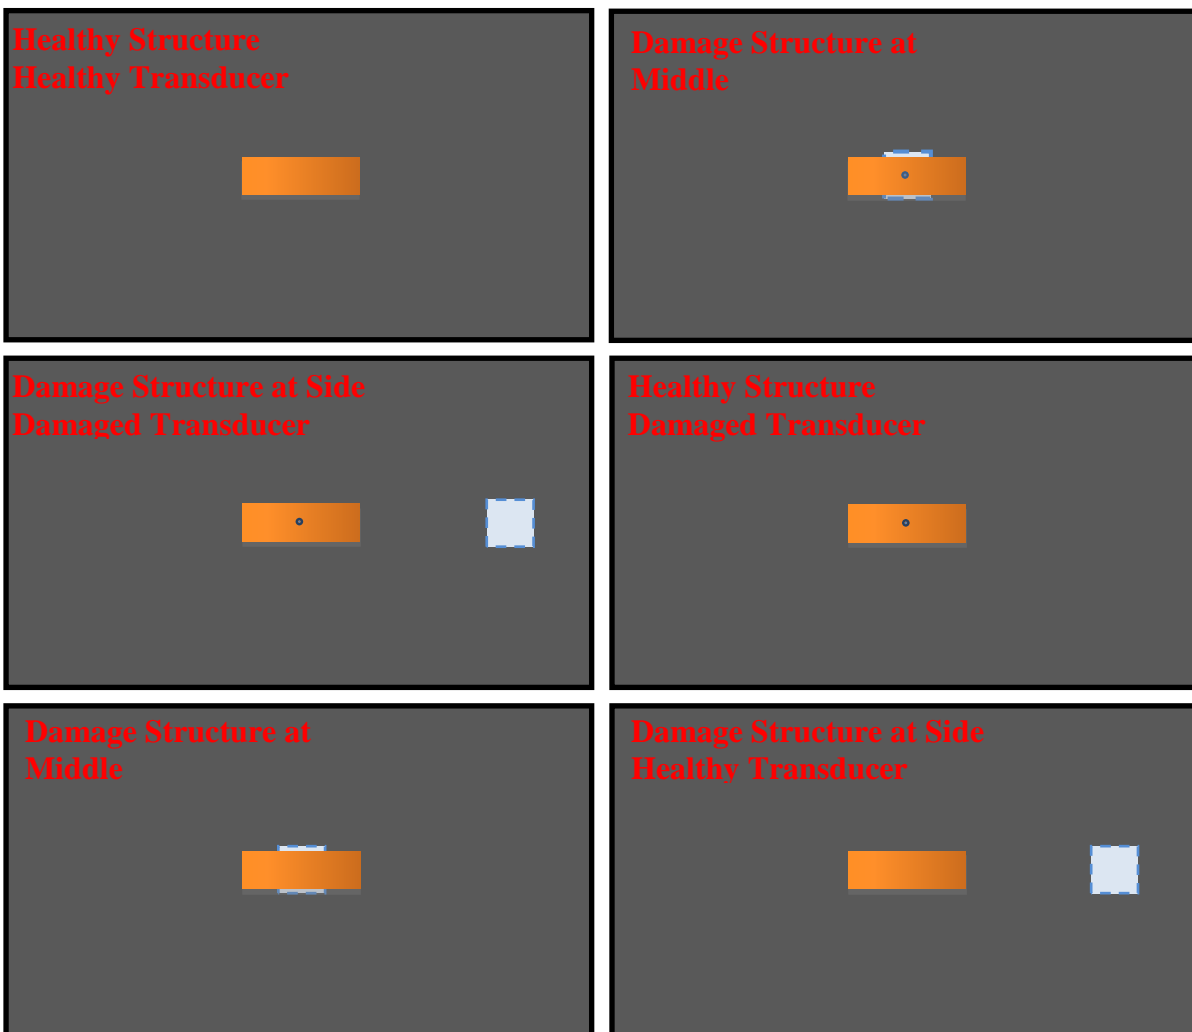 Healthy Structure
Healthy Transducer
Damage Structure at
Middle
Damage Structure at Side
Damaged Transducer
Healthy Structure
Damaged Transducer
Damage Structure at
Middle
Damage Structure at Side
Healthy Transducer